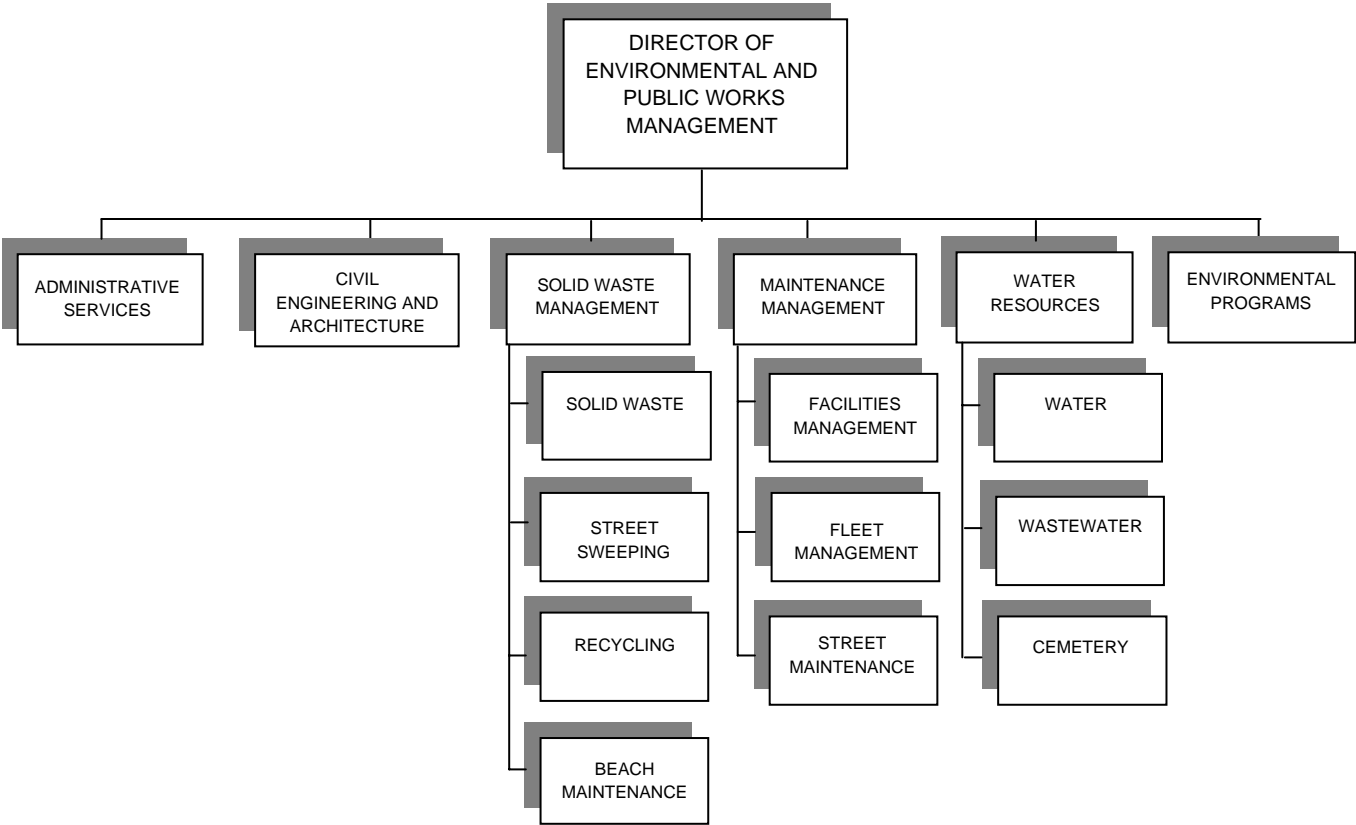 DIRECTOR OF
ENVIRONMENTAL AND
PUBLIC WORKS
MANAGEMENT
ADMINISTRATIVE
SERVICES
CIVIL
ENGINEERING AND
ARCHITECTURE
SOLID WASTE
MANAGEMENT
MAINTENANCE
MANAGEMENT
WATER
RESOURCES
ENVIRONMENTAL
PROGRAMS
SOLID WASTE
STREET
SWEEPING
RECYCLING
BEACH
MAINTENANCE
FACILITIES
MANAGEMENT
FLEET
MANAGEMENT
STREET
MAINTENANCE
WATER
WASTEWATER
CEMETERY